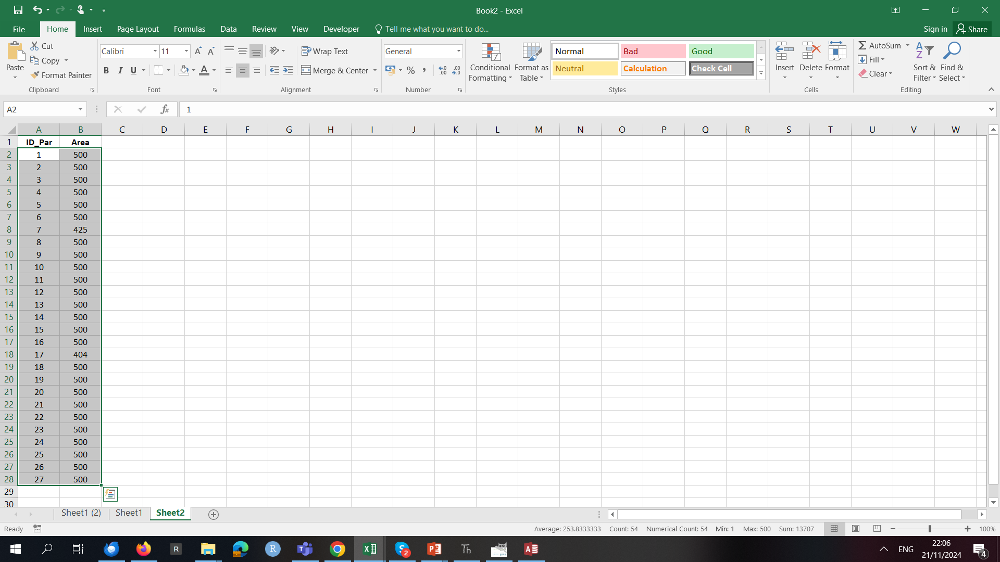 Book2 - Excel
File Home Insert Page Layout Formulas Data Review View Developer Tell me what you want to do... Sign in Share
Paste
Cut
Copy
Format Painter
Clipboard
Calibri 11
B I U
Font
Wrap Text
Merge & Center
Alignment
General
Number
Conditional Formatting
Format as Table
Normal Bad Good
Neutral Calculation Check Cell
Styles
Insert Delete Format
Cells
AutoSum
Fill
Clear
Sort & Filter
Find & Select
Editing
A2 fx 1
A B C D E F G H I J K L M N O P Q R S T U V W
1 ID_Par Area
2 1 500
3 2 500
4 3 500
5 4 500
6 5 500
7 6 500
8 7 425
9 8 500
10 9 500
11 10 500
12 11 500
13 12 500
14 13 500
15 14 500
16 15 500
17 16 500
18 17 404
19 18 500
20 19 500
21 20 500
22 21 500
23 22 500
24 23 500
25 24 500
26 25 500
27 26 500
28 27 500
29
30
Sheet1 (2) Sheet1 Sheet2
Ready Average: 253.8333333 Count: 54 Numerical Count: 54 Min: 1 Max: 500 Sum: 13707 100%
ENG 22:06
21/11/2024 4